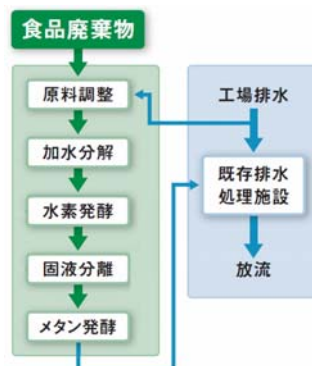 食品廃棄物
原料調整
加水分解
水素発酵
固液分離
メタン発酵
工場排水
既存排水
処理施設
放流